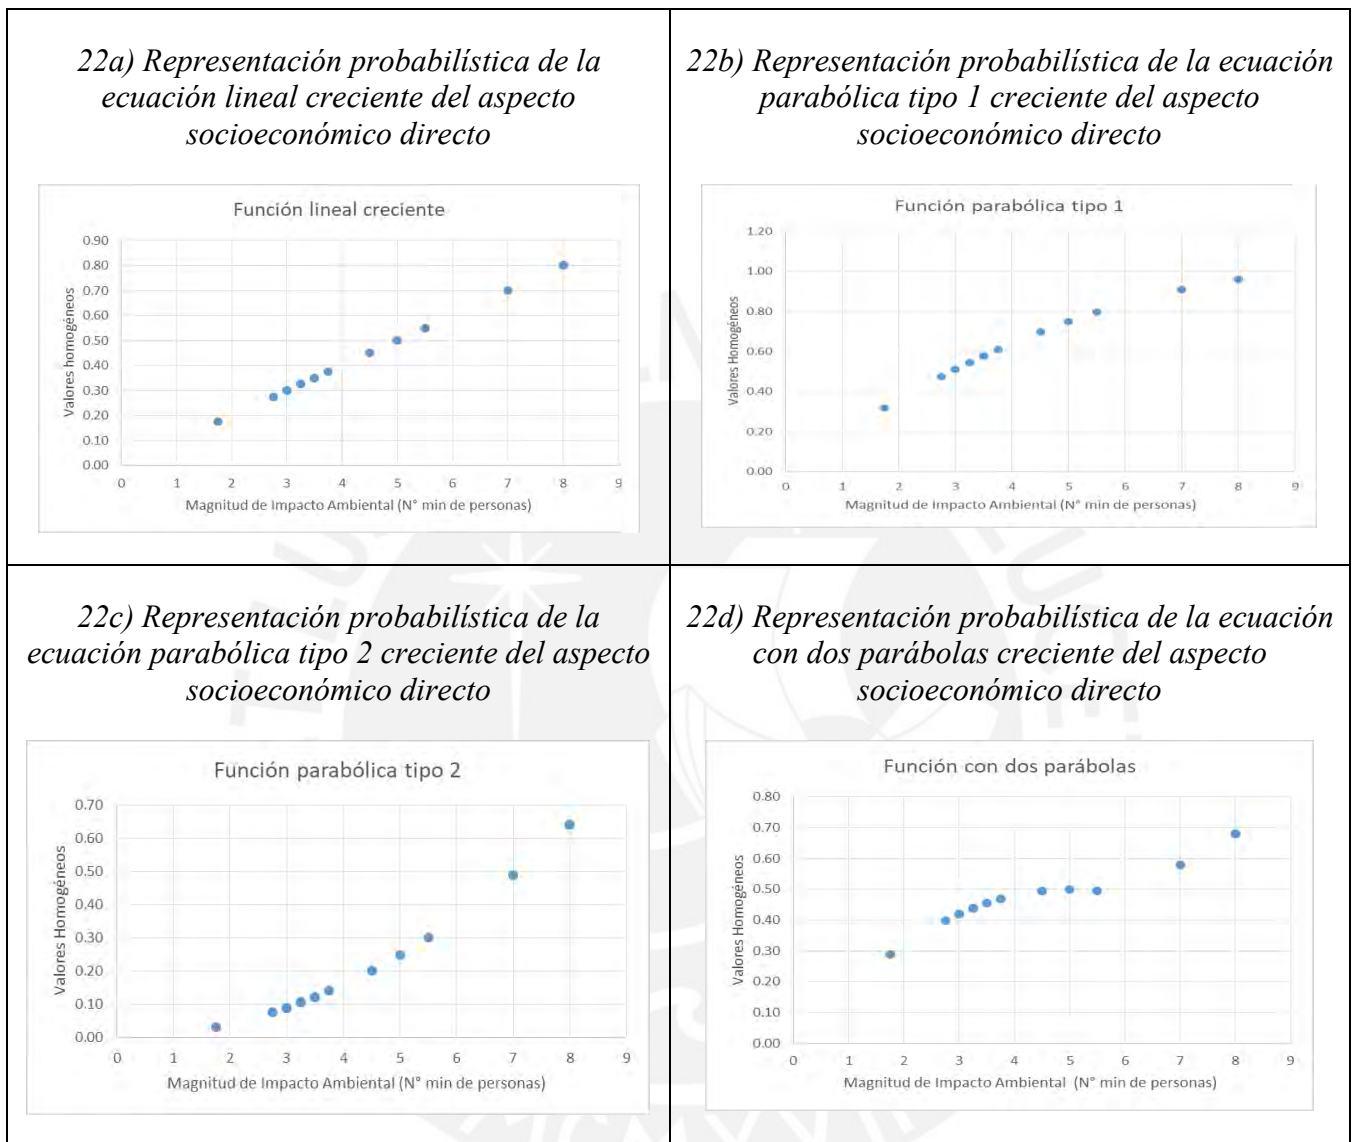 22a) Representación probabilística de la
ecuación lineal creciente del aspecto
socioeconómico directo
Función lineal creciente
Valores homogéneos
0.90
0.80
0.70
0.60
0.50
0.40
0.30
0.20
0.10
0.00
0 1 2 3 4 5 6 7 8 9
Magnitud de Impacto Ambiental (N° min de personas)
22b) Representación probabilística de la ecuación
parabólica tipo 1 creciente del aspecto
socioeconómico directo
Función parabólica tipo 1
Valores Homogéneos
1.20
1.00
0.80
0.60
0.40
0.20
0.00
0 1 2 3 4 5 6 7 8 9
Magnitud de Impacto Ambiental (N° min de personas)
22c) Representación probabilística de la
ecuación parabólica tipo 2 creciente del aspecto
socioeconómico directo
Función parabólica tipo 2
Valores Homogéneos
0.70
0.60
0.50
0.40
0.30
0.20
0.10
0.00
0 1 2 3 4 5 6 7 8 9
Magnitud de Impacto Ambiental (N° min de personas)
22d) Representación probabilística de la ecuación
con dos parábolas creciente del aspecto
socioeconómico directo
Función con dos parábolas
Valores Homogéneos
0.80
0.70
0.60
0.50
0.40
0.30
0.20
0.10
0.00
0 1 2 3 4 5 6 7 8 9
Magnitud de Impacto Ambiental (N° min de personas)